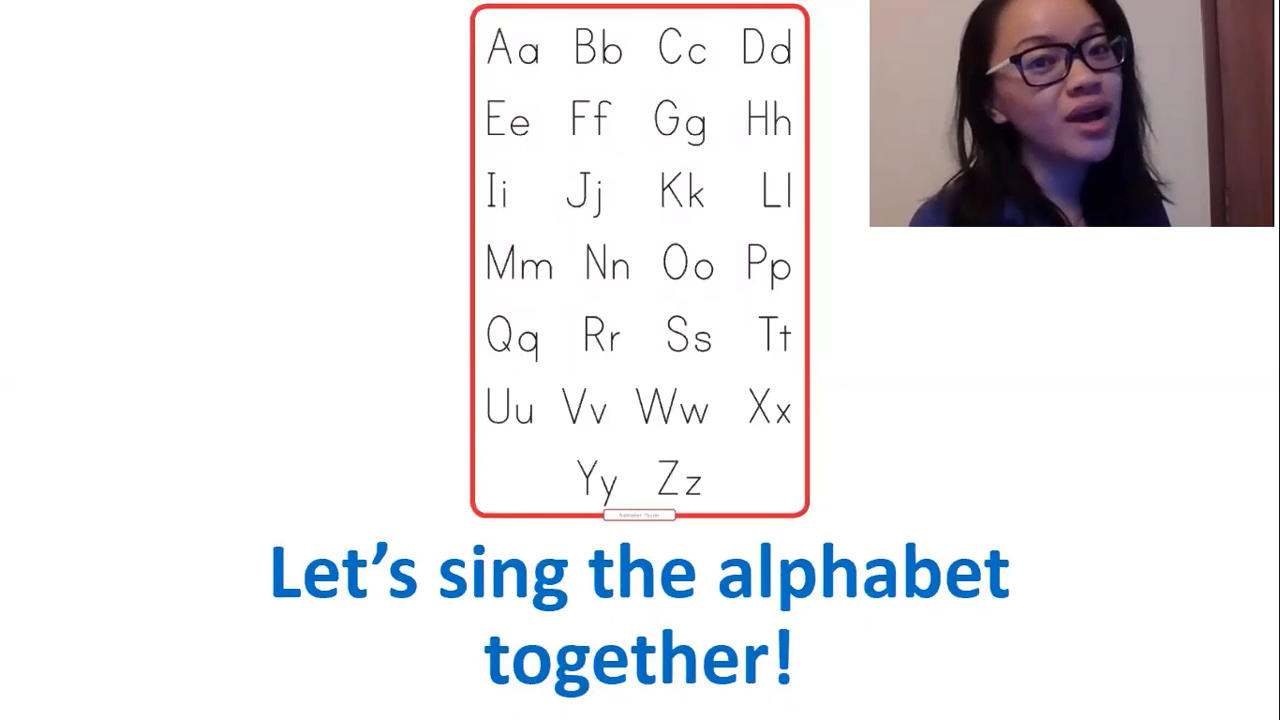 Aa Bb Cc Dd
Ee Ff Gg Hh
Ii Jj Kk Ll
Mm Nn Oo Pp
Qq Rr Ss Tt
Uu Vv Ww Xx
Yy Zz
Let’s sing the alphabet
together!